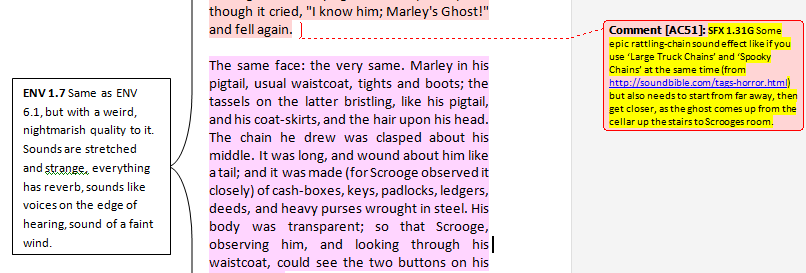 though it cried, "I know him; Marley's Ghost!"
and fell again.
The same face: the very same. Marley in his
pigtail, usual waistcoat, tights and boots; the
tassels on the latter bristling, like his pigtail,
and his coat-skirts, and the hair upon his head.
The chain he drew was clasped about his
middle. It was long, and wound about him like
a tail; and it was made (for Scrooge observed it
closely) of cash-boxes, keys, padlocks, ledgers,
deeds, and heavy purses wrought in steel. His
body was transparent; so that Scrooge,
observing him, and looking through his
waistcoat, could see the two buttons on his
ENV 1.7 Same as ENV
6.1, but with a weird,
nightmarish quality to it.
Sounds are stretched
and strange, everything
has reverb, sounds like
voices on the edge of
hearing, sound of a faint
wind.
Comment [AC51]: SFX 1.31G Some
epic rattling-chain sound effect like if you
use ‘Large Truck Chains’ and ‘Spooky
Chains’ at the same time (from
http://soundbible.com/tags-horror.html)
but also needs to start from far away, then
get closer, as the ghost comes up from the
cellar up the stairs to Scrooges room.